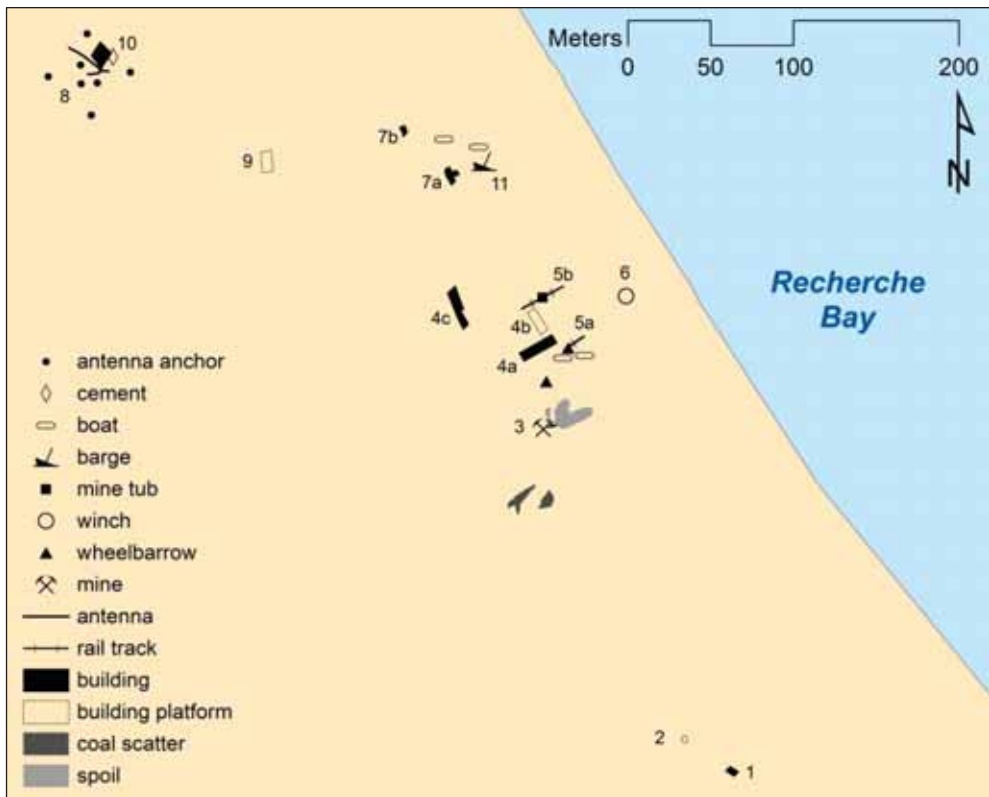 Meters
0 50 100 200
N
10
8
7b
9
7a
11
5b
6
4c
4b
5a
4a
3
Recherche
Bay
antenna anchor
cement
boat
barge
mine tub
winch
wheelbarrow
mine
antenna
rail track
building
building platform
coal scatter
spoil
2
1